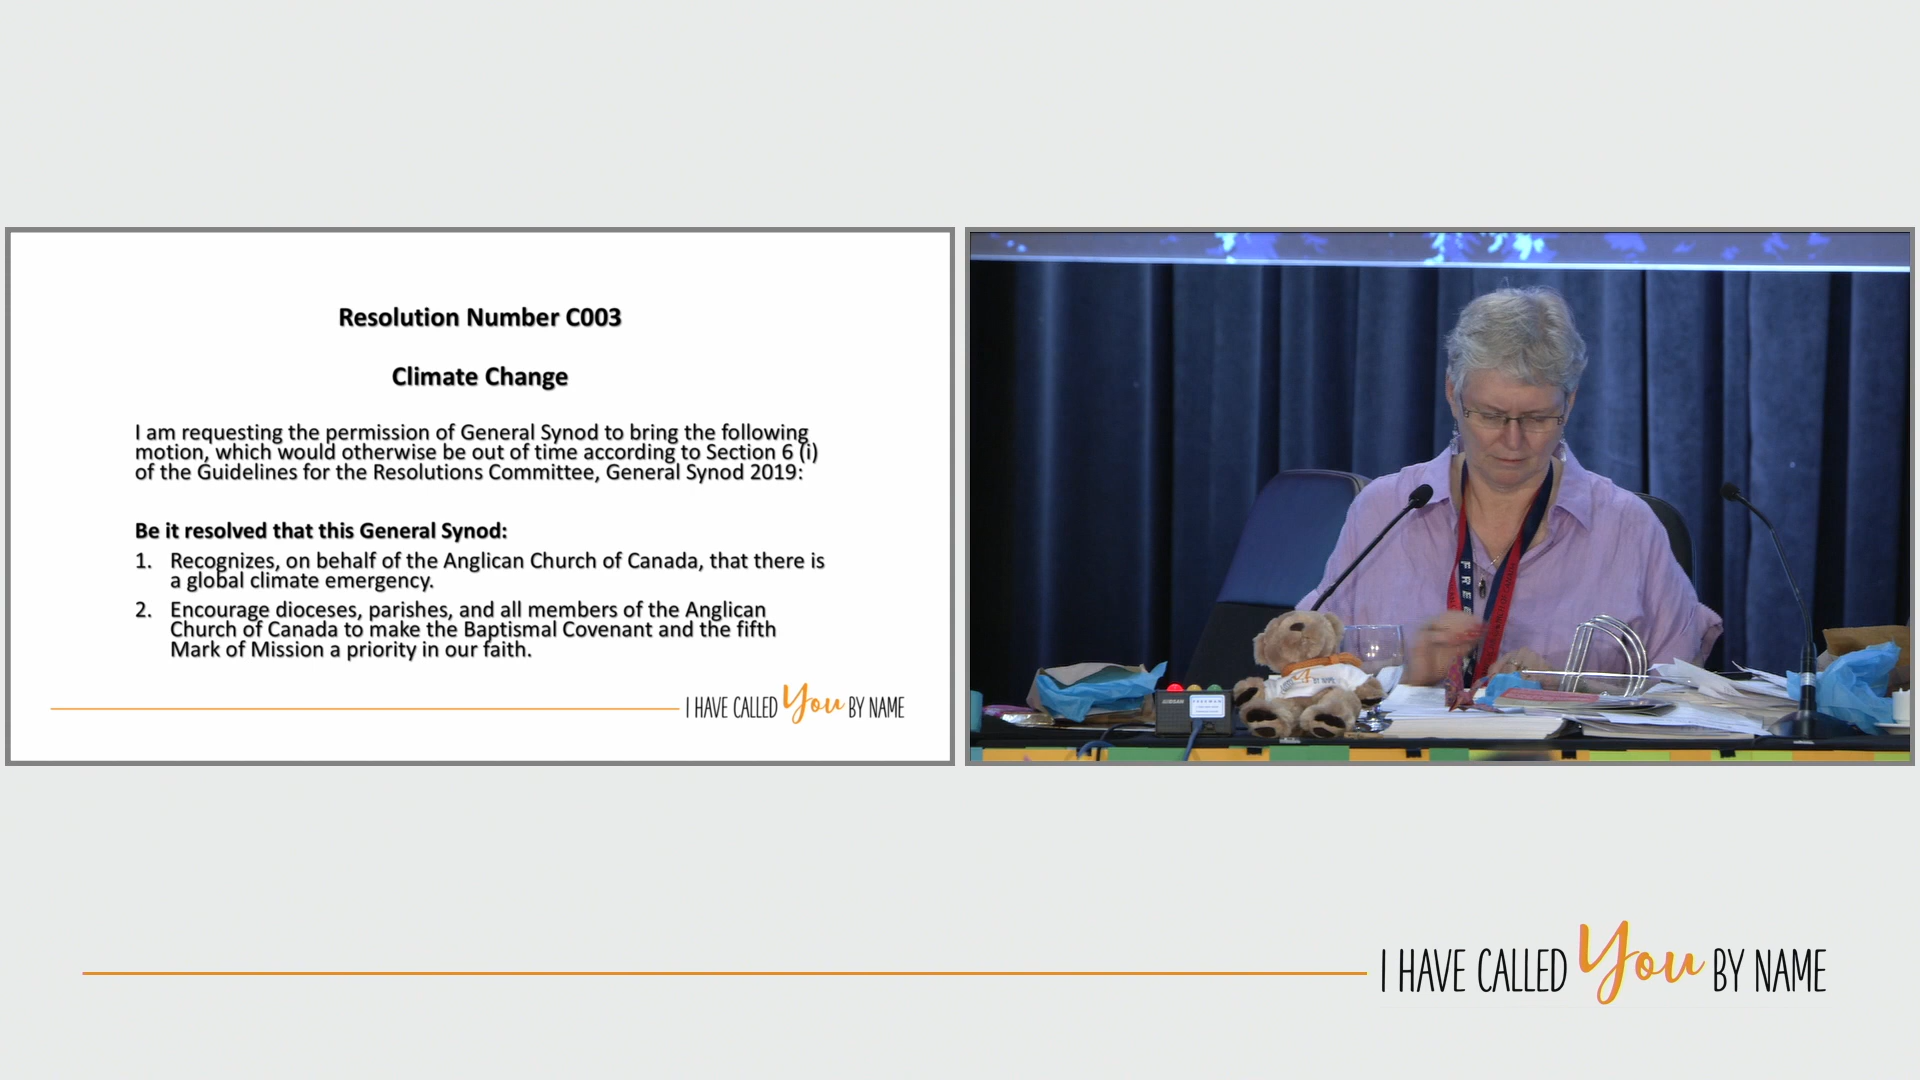 Resolution Number C003
Climate Change
I am requesting the permission of General Synod to bring the following
motion, which would otherwise be out of time according to Section 6 (i)
of the Guidelines for the Resolutions Committee, General Synod 2019:
Be it resolved that this General Synod:
1. Recognizes, on behalf of the Anglican Church of Canada, that there is
a global climate emergency.
2. Encourage dioceses, parishes, and all members of the Anglican
Church of Canada to make the Baptismal Covenant and the fifth
Mark of Mission a priority in our faith.
I HAVE CALLED You BY NAME
I HAVE CALLED You BY NAME